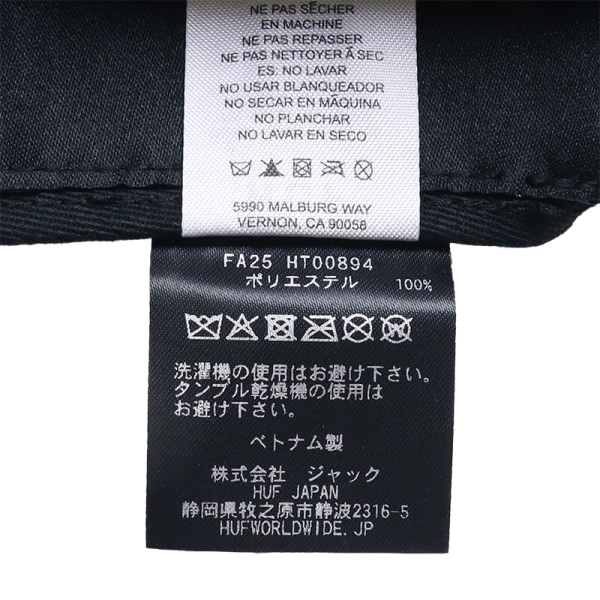 NE PAS SÉCHER
EN MACHINE
NE PAS REPASSER
NE PAS NETTOYER À SEC
ES: NO LAVAR
NO USAR BLANQUEADOR
NO SECAR EN MÁQUINA
NO PLANCHAR
NO LAVAR EN SECO
5990 MALBURG WAY
VERNON, CA 90058
FA25 HT00894
ポリエステル 100%
洗濯機の使用はお避け下さい。
タンブル乾燥機の使用は
お避け下さい。
ベトナム製
株式会社 ジャック
HUF JAPAN
静岡県牧之原市静波2316-5
HUFWORLDWIDE.JP